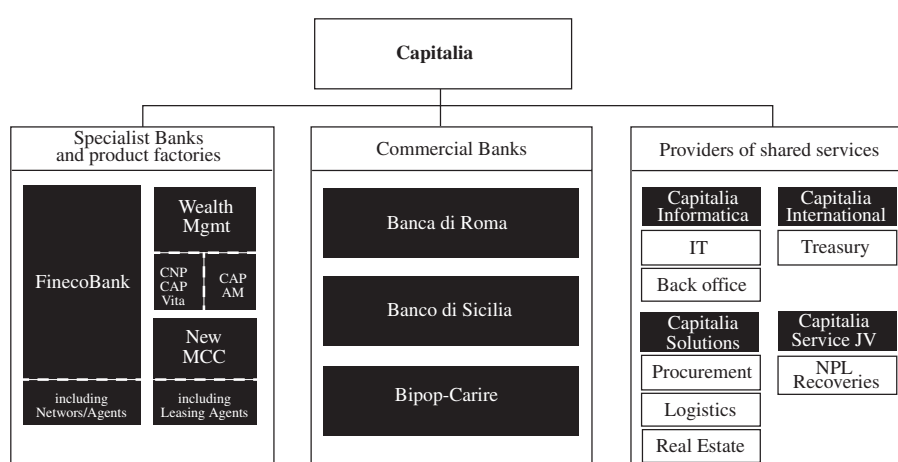 Capitalia
Specialist Banks
and product factories
FinecoBank
including
Networs/Agents
Wealth
Mgmt
CNP
CAP
Vita
CAP
AM
New
MCC
including
Leasing Agents
Commercial Banks
Banca di Roma
Banco di Sicilia
Bipop-Carire
Providers of shared services
Capitalia
Informatica
IT
Back office
Capitalia
International
Treasury
Capitalia
Solutions
Procurement
Logistics
Real Estate
Capitalia
Service JV
NPL
Recoveries